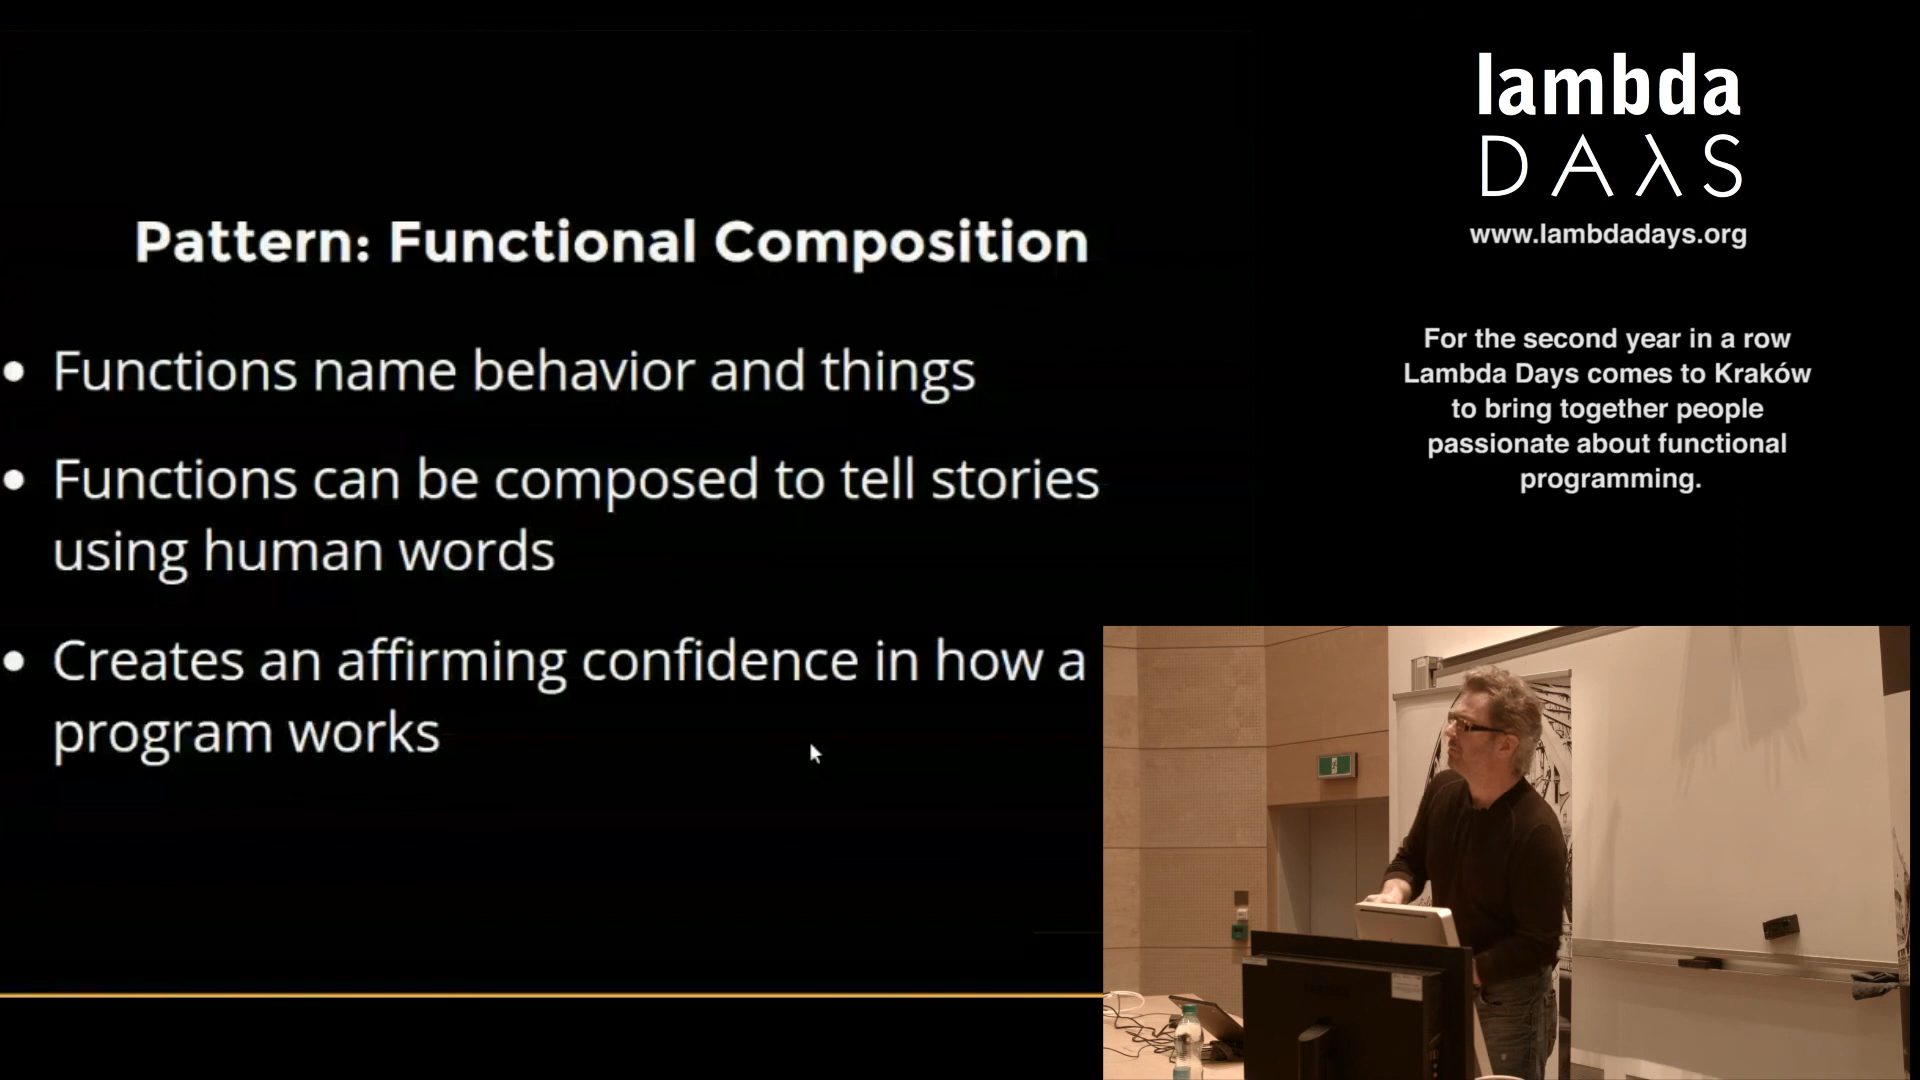 Pattern: Functional Composition
• Functions name behavior and things
• Functions can be composed to tell stories
using human words
• Creates an affirming confidence in how a
program works
lambda
DAλS
www.lambdadays.org
For the second year in a row
Lambda Days comes to Kraków
to bring together people
passionate about functional
programming.